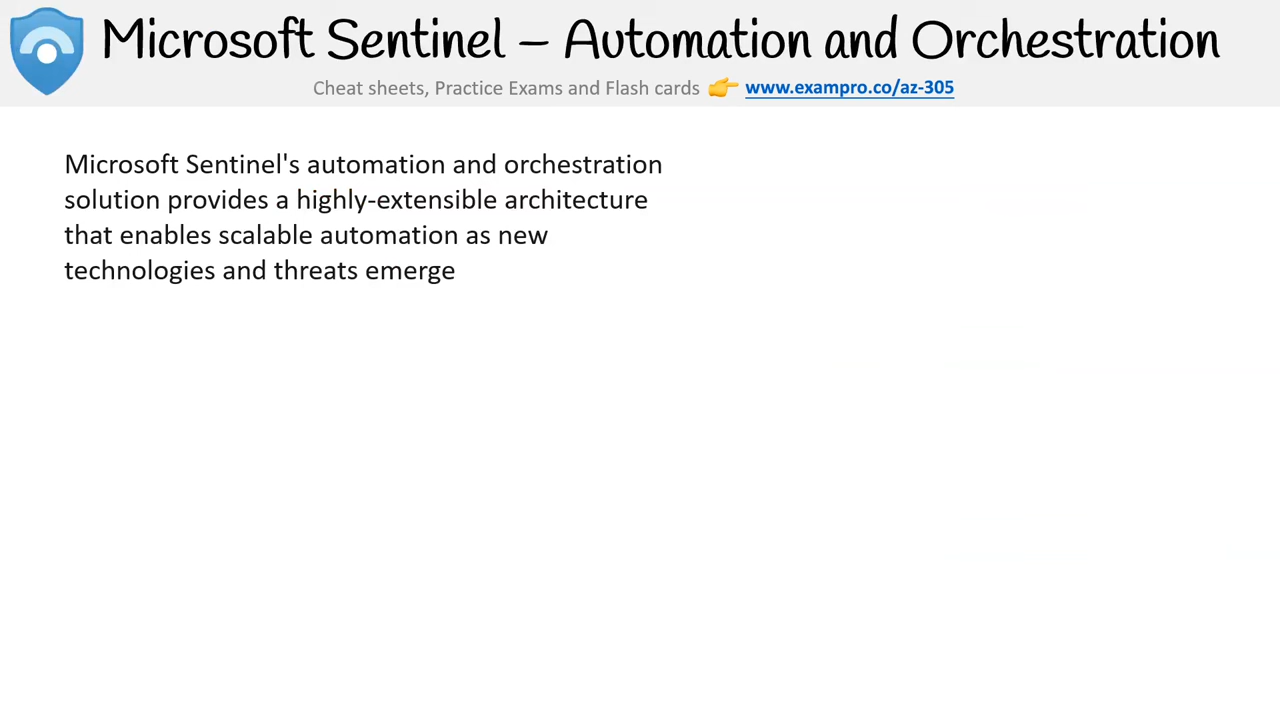 Microsoft Sentinel – Automation and Orchestration
Cheat sheets, Practice Exams and Flash cards 👉 www.exampro.co/az-305
Microsoft Sentinel's automation and orchestration
solution provides a highly-extensible architecture
that enables scalable automation as new
technologies and threats emerge